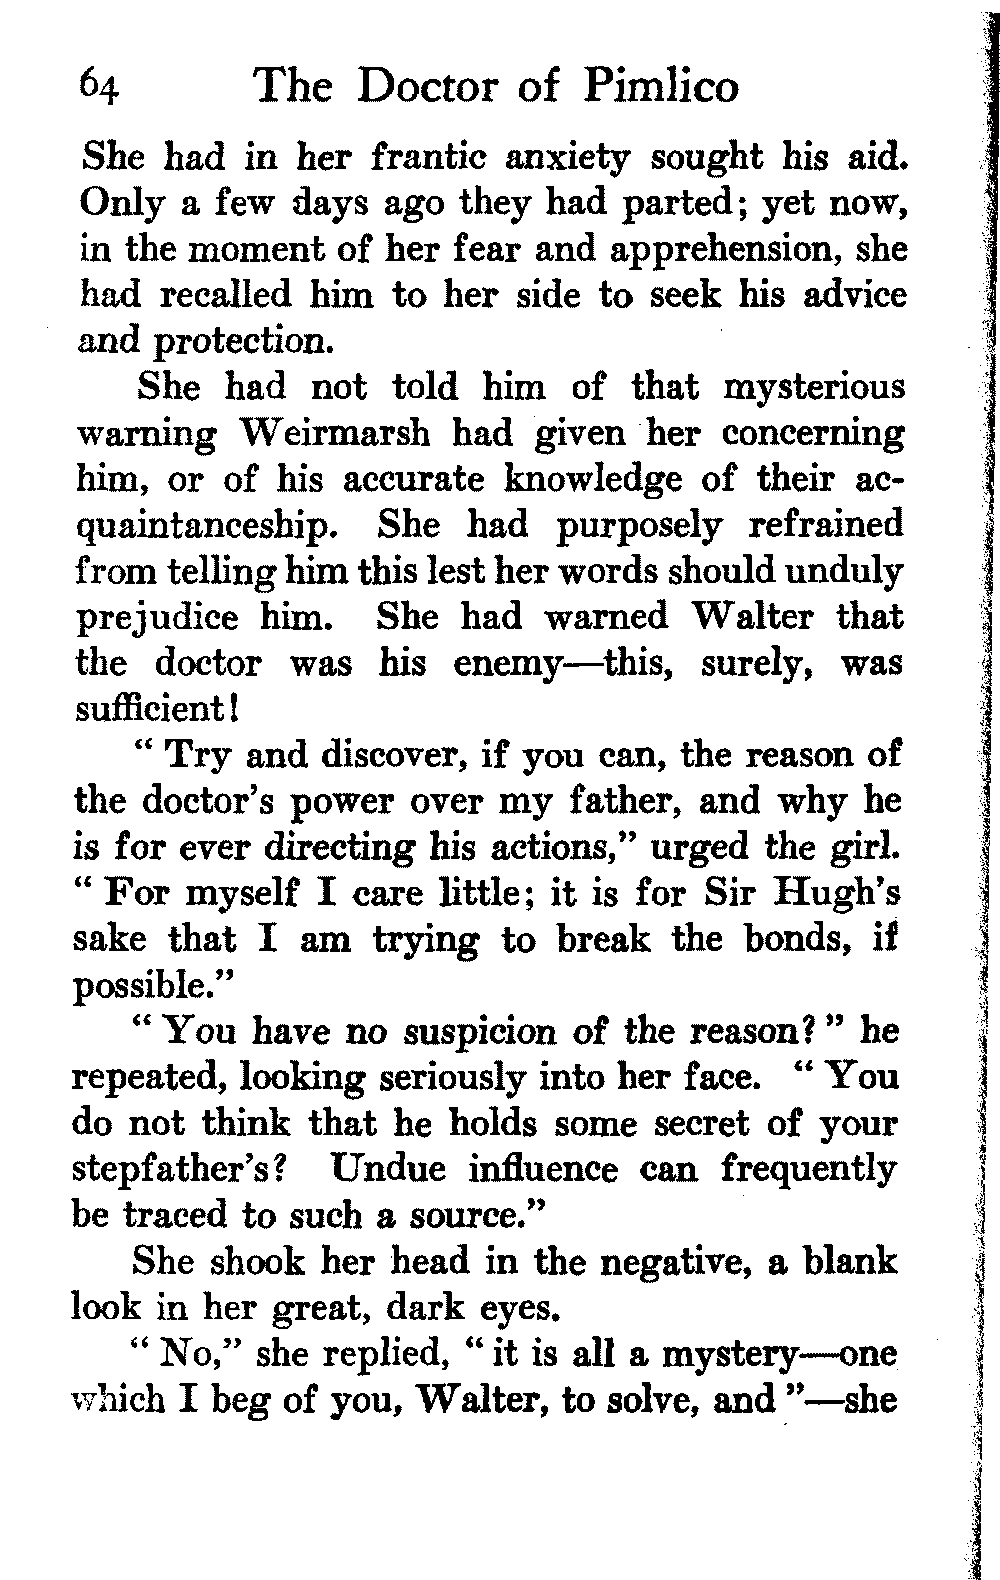 64 The Doctor of Pimlico
She had in her frantic anxiety sought his aid.
Only a few days ago they had parted; yet now,
in the moment of her fear and apprehension, she
had recalled him to her side to seek his advice
and protection.
She had not told him of that mysterious
warning Weirmarsh had given her concerning
him, or of his accurate knowledge of their ac-
quaintanceship. She had purposely refrained
from telling him this lest her words should unduly
prejudice him. She had warned Walter that
the doctor was his enemy—this, surely, was
sufficient!
“ Try and discover, if you can, the reason of
the doctor’s power over my father, and why he
is for ever directing his actions,” urged the girl.
“ For myself I care little; it is for Sir Hugh’s
sake that I am trying to break the bonds, if
possible.”
“ You have no suspicion of the reason? ” he
repeated, looking seriously into her face. “ You
do not think that he holds some secret of your
stepfather’s? Undue influence can frequently
be traced to such a source.”
She shook her head in the negative, a blank
look in her great, dark eyes.
“ No,” she replied, “ it is all a mystery—one
which I beg of you, Walter, to solve, and ”—she